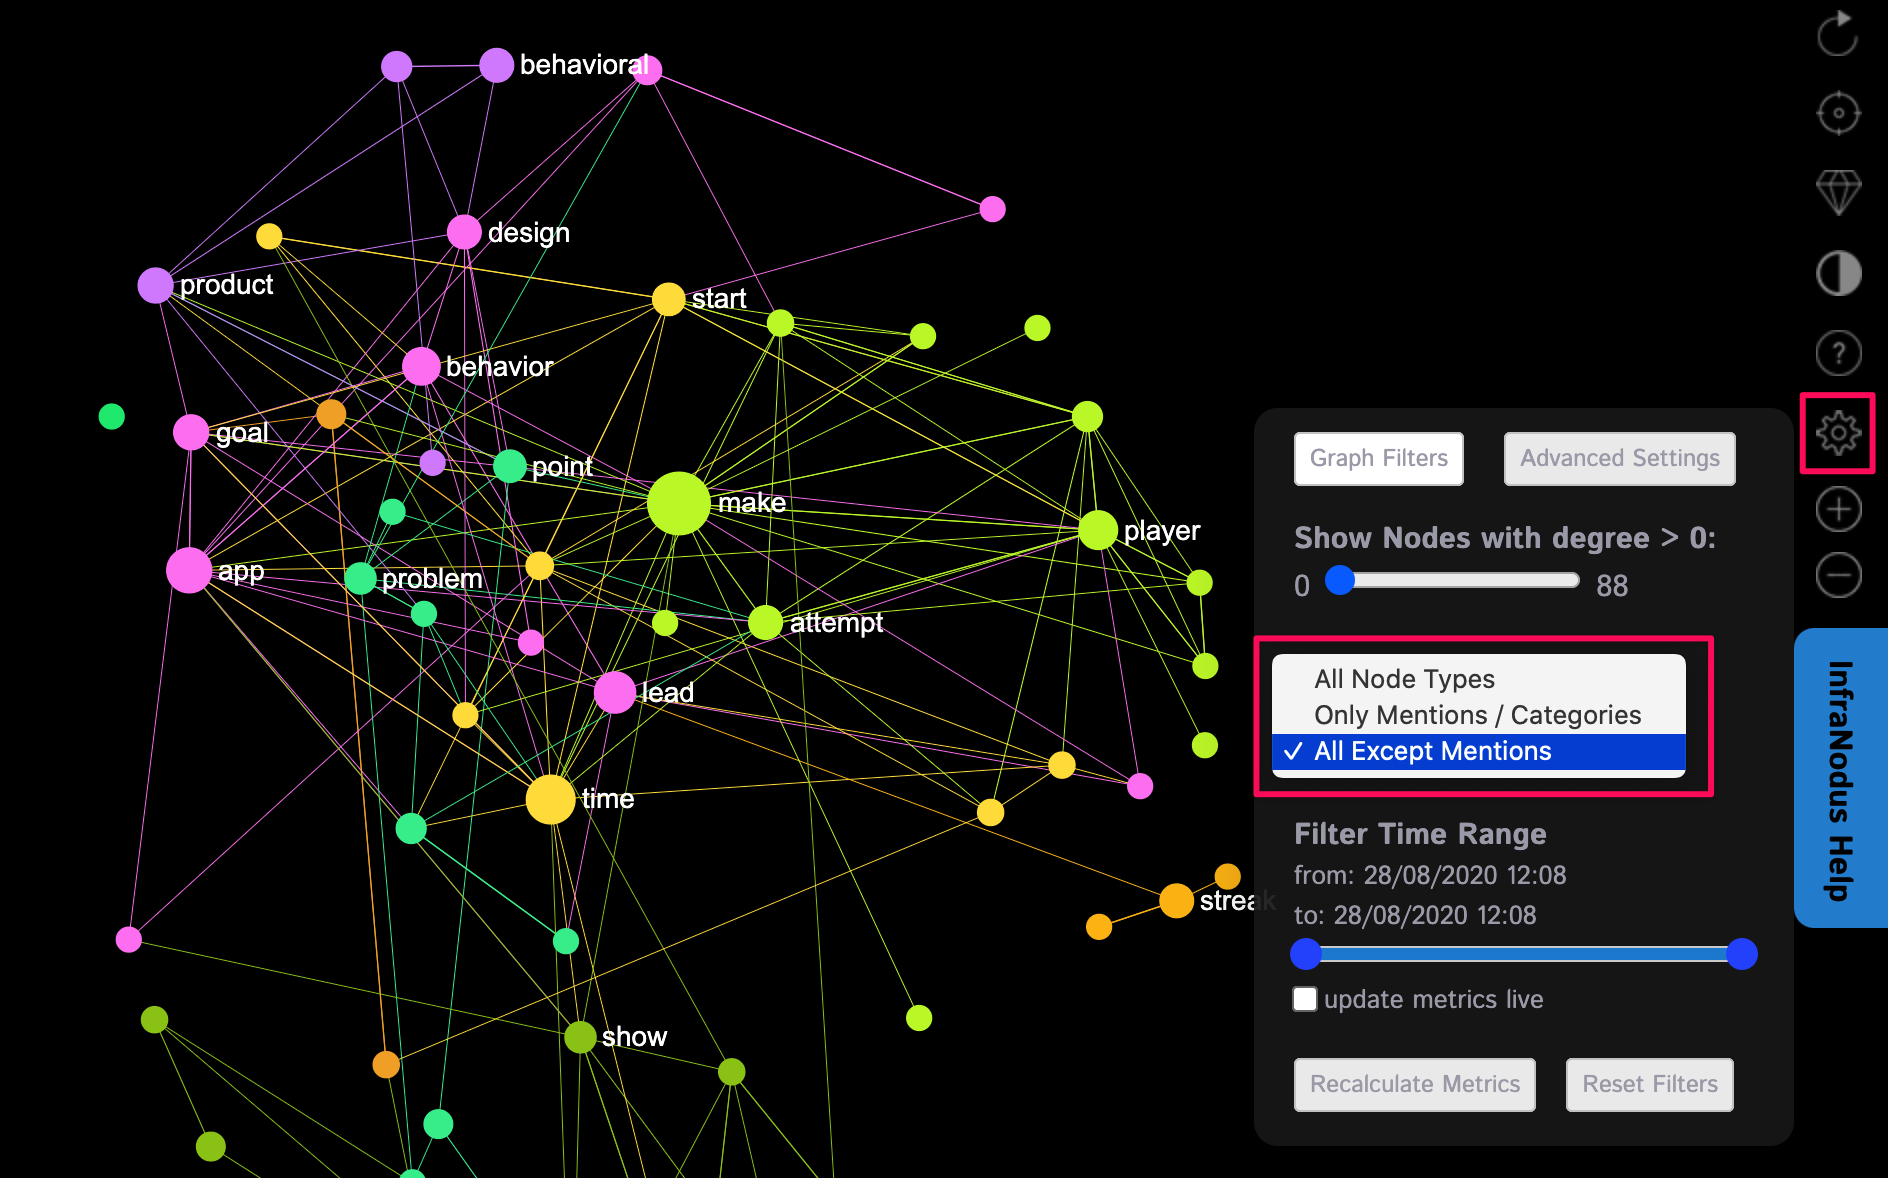 behavioral
design
product
start
behavior
goal
point
make
player
app
problem
attempt
lead
time
streak
show
?
Graph Filters
Advanced Settings
Show Nodes with degree > 0:
0 88
All Node Types
Only Mentions / Categories
✓ All Except Mentions
Filter Time Range
from: 28/08/2020 12:08
to: 28/08/2020 12:08
update metrics live
Recalculate Metrics
Reset Filters
InfraNodus Help